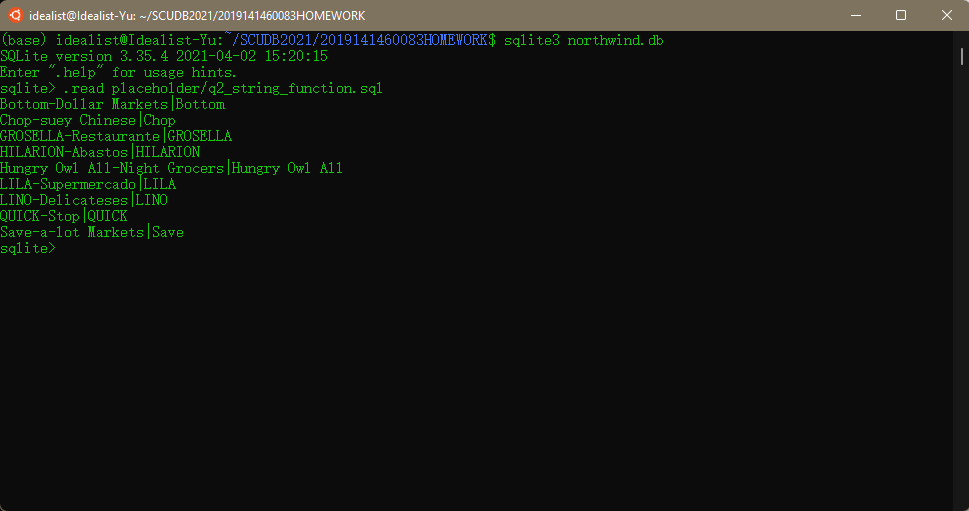 idealist@Idealist-Yu: ~/SCUDB2021/2019141460083HOMEWORK
(base) idealist@Idealist-Yu:~/SCUDB2021/2019141460083HOMEWORK$ sqlite3 northwind.db
SQLite version 3.35.4 2021-04-02 15:20:15
Enter ".help" for usage hints.
sqlite> .read placeholder/q2_string_function.sql
Bottom-Dollar Markets|Bottom
Chop-suey Chinese|Chop
GROSELLA-Restaurante|GROSELLA
HILARION-Abastos|HILARION
Hungry Owl All-Night Grocers|Hungry Owl All
LILA-Supermercado|LILA
LINO-Delicateses|LINO
QUICK-Stop|QUICK
Save-a-lot Markets|Save
sqlite>